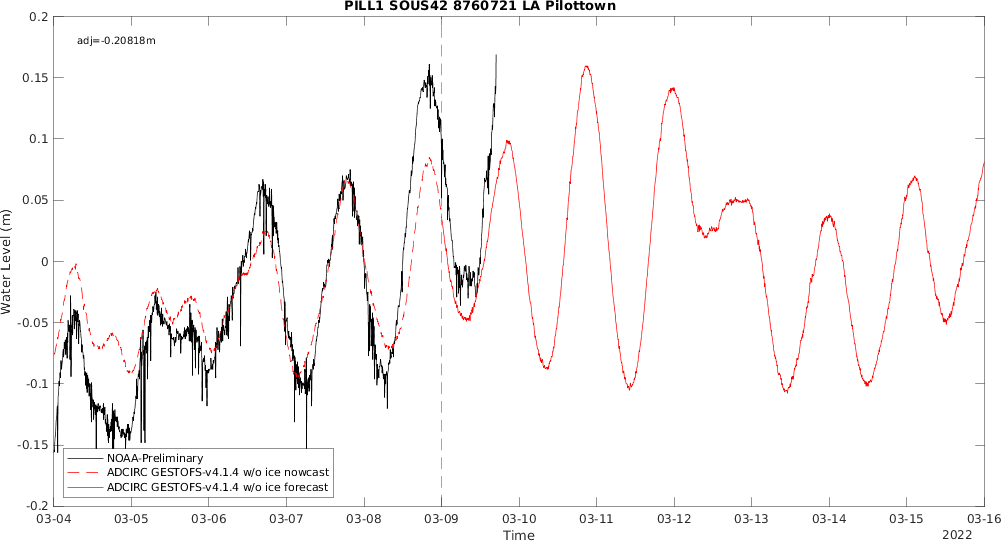 PILL1 SOUS42 8760721 LA Pilottown
adj=-0.20818m
0.2
0.15
0.1
0.05
0
-0.05
-0.1
-0.15
-0.2
Water Level (m)
NOAA-Preliminary
ADCIRC GESTOFS-v4.1.4 w/o ice nowcast
ADCIRC GESTOFS-v4.1.4 w/o ice forecast
03-04 03-05 03-06 03-07 03-08 03-09 03-10 03-11 03-12 03-13 03-14 03-15 03-16
Time
2022